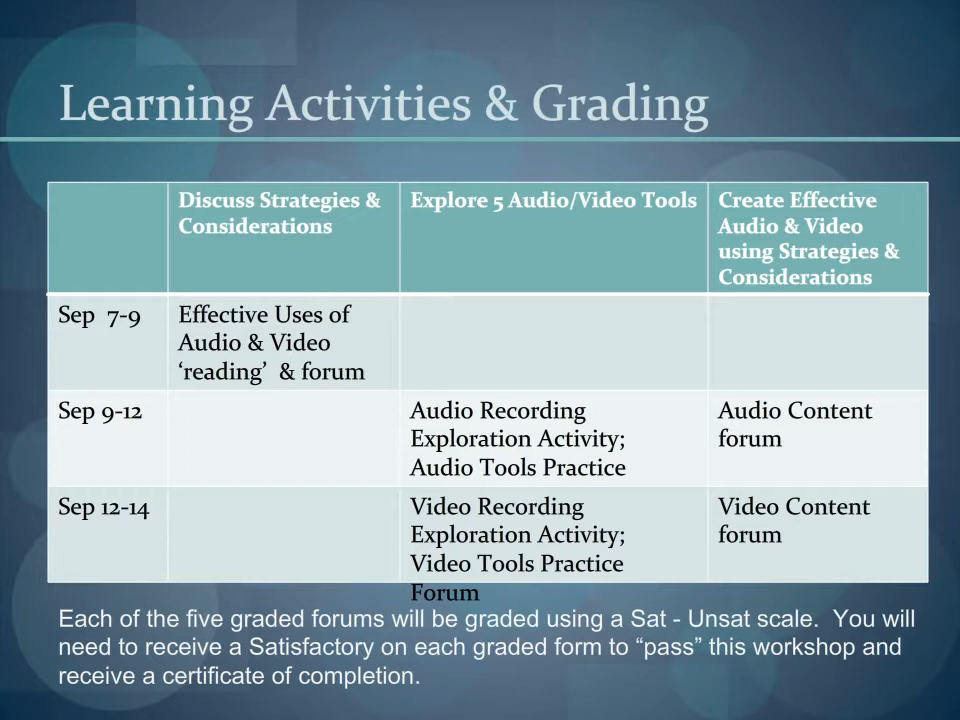 Learning Activities & Grading
Discuss Strategies &
Considerations
Explore 5 Audio/Video Tools
Create Effective
Audio & Video
using Strategies &
Considerations
Sep  7-9
Effective Uses of
Audio & Video
‘reading’  & forum
Sep 9-12
Audio Recording
Exploration Activity;
Audio Tools Practice
Audio Content
forum
Sep 12-14
Video Recording
Exploration Activity;
Video Tools Practice
Forum
Video Content
forum
Each of the five graded forums will be graded using a Sat - Unsat scale.  You will
need to receive a Satisfactory on each graded form to “pass” this workshop and
receive a certificate of completion.